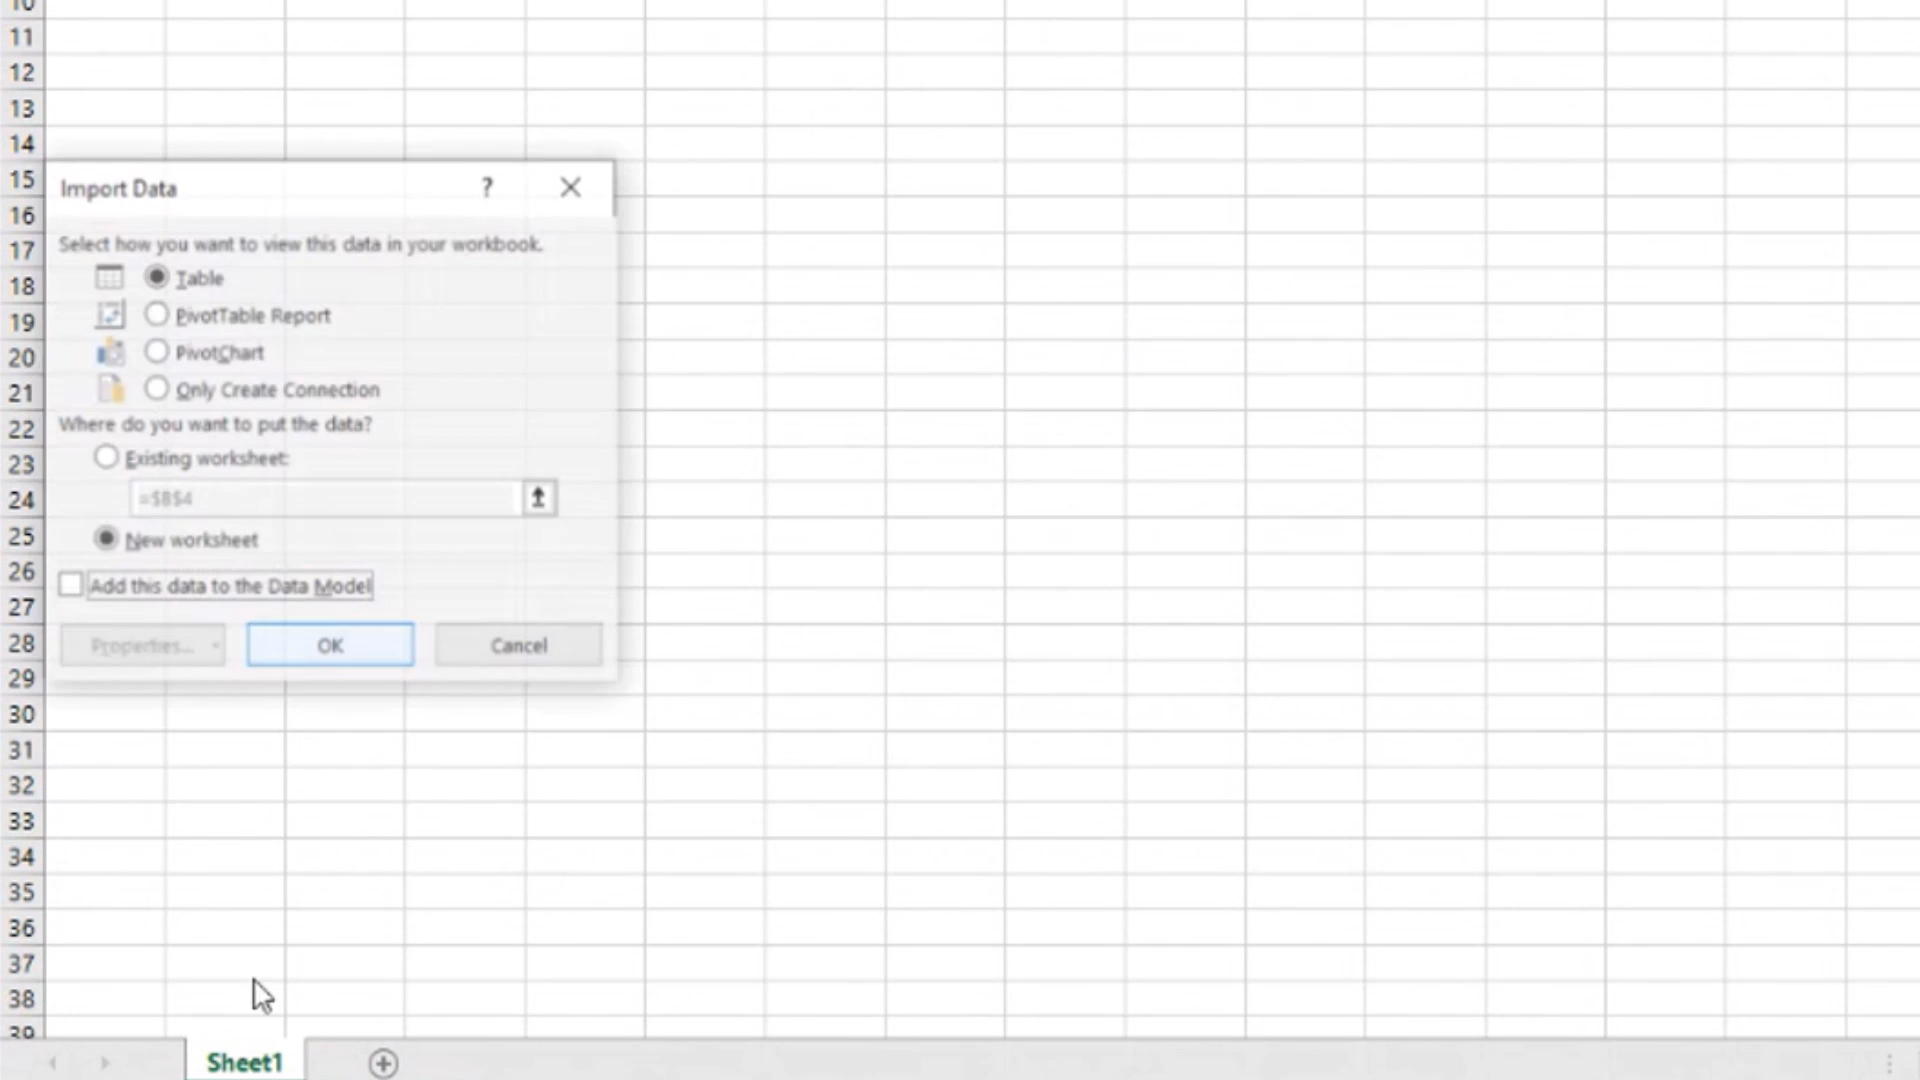 10
11
12
13
14
15
16
17
18
19
20
21
22
23
24
25
26
27
28
29
30
31
32
33
34
35
36
37
38
39
Import Data ?
Select how you want to view this data in your workbook.
Table
PivotTable Report
PivotChart
Only Create Connection
Where do you want to put the data?
Existing worksheet:
=$B$4
New worksheet
Add this data to the Data Model
Properties... OK Cancel
Sheet1